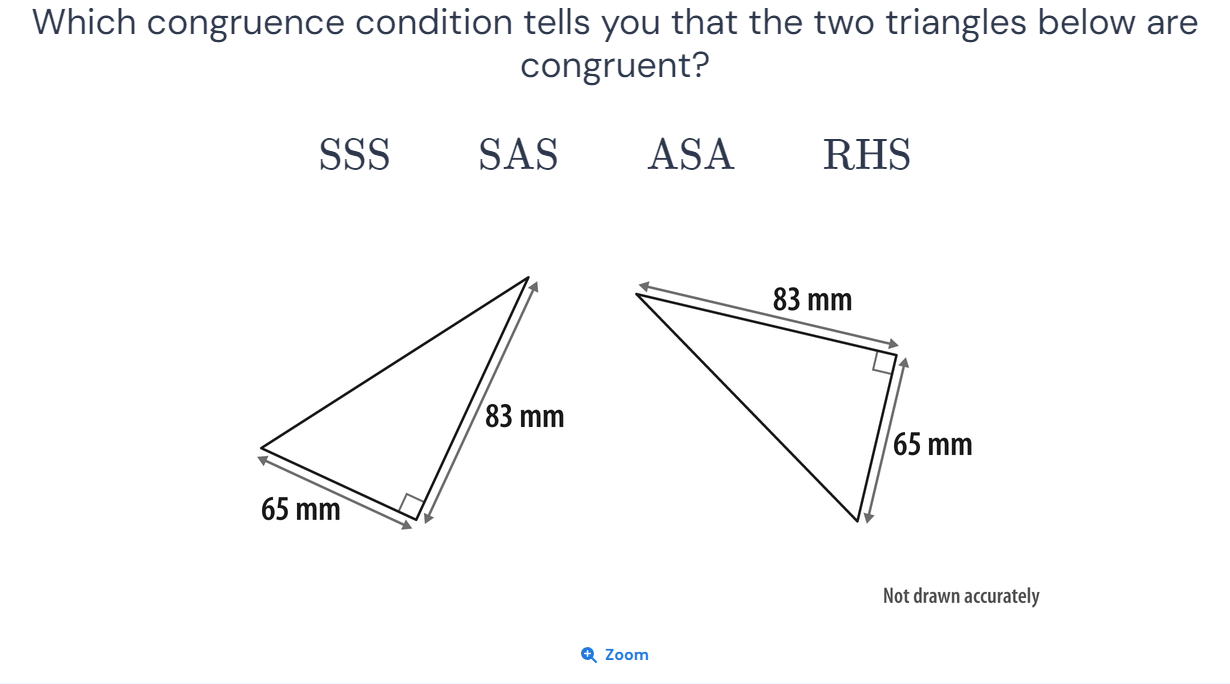 Which congruence condition tells you that the two triangles below are
congruent?
SSS SAS ASA RHS
83 mm
83 mm
65 mm
65 mm
Not drawn accurately
Zoom